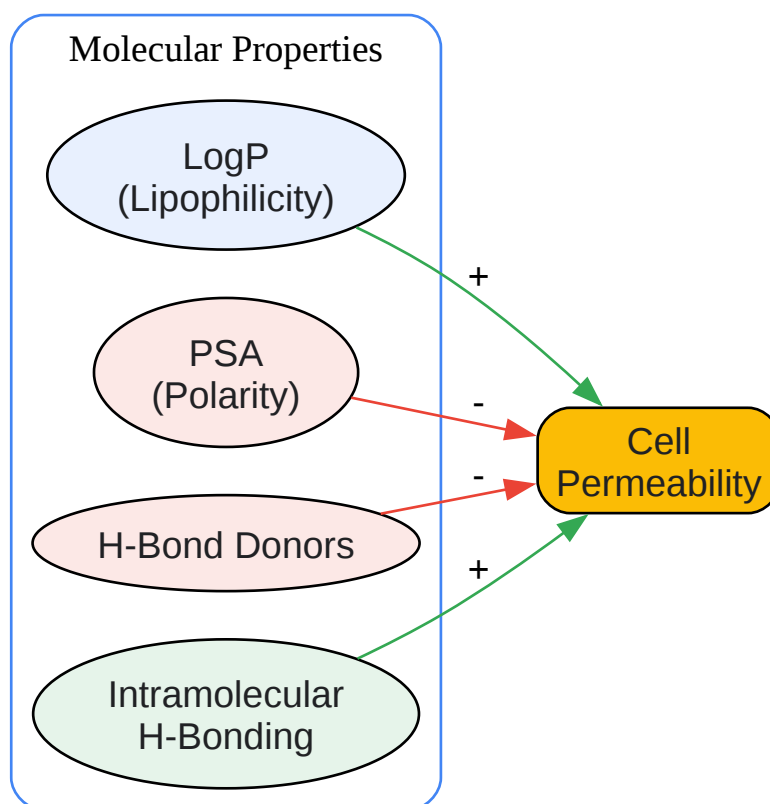 Molecular Properties
LogP
(Lipophilicity)
+
PSA
(Polarity)
-
Cell
Permeability
-
H-Bond Donors
+
Intramolecular
H-Bonding